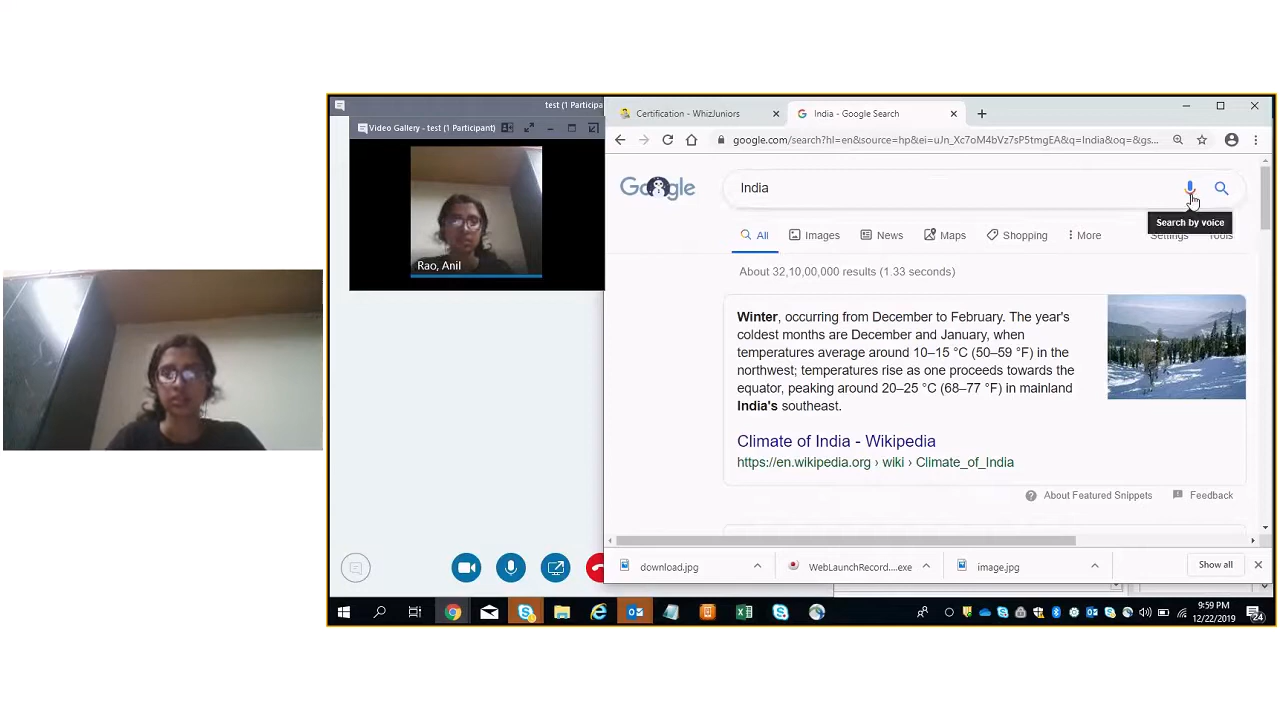 test (1 Participa
Video Gallery - test (1 Participant)
Rao, Anil
Certification - WhizJuniors
India - Google Search
google.com/search?hl=en&source=hp&ei=uJn_Xc7oM4bVz7sP5tmgEA&q=India&oq=&gs...
Google
India
Search by voice
All
Images
News
Maps
Shopping
More
Settings
Tools
About 32,10,00,000 results (1.33 seconds)
Winter, occurring from December to February. The year's
coldest months are December and January, when
temperatures average around 10–15 °C (50–59 °F) in the
northwest; temperatures rise as one proceeds towards the
equator, peaking around 20–25 °C (68–77 °F) in mainland
India's southeast.
Climate of India - Wikipedia
https://en.wikipedia.org › wiki › Climate_of_India
About Featured Snippets
Feedback
download.jpg
WebLaunchRecord....exe
image.jpg
Show all
9:59 PM
12/22/2019
24